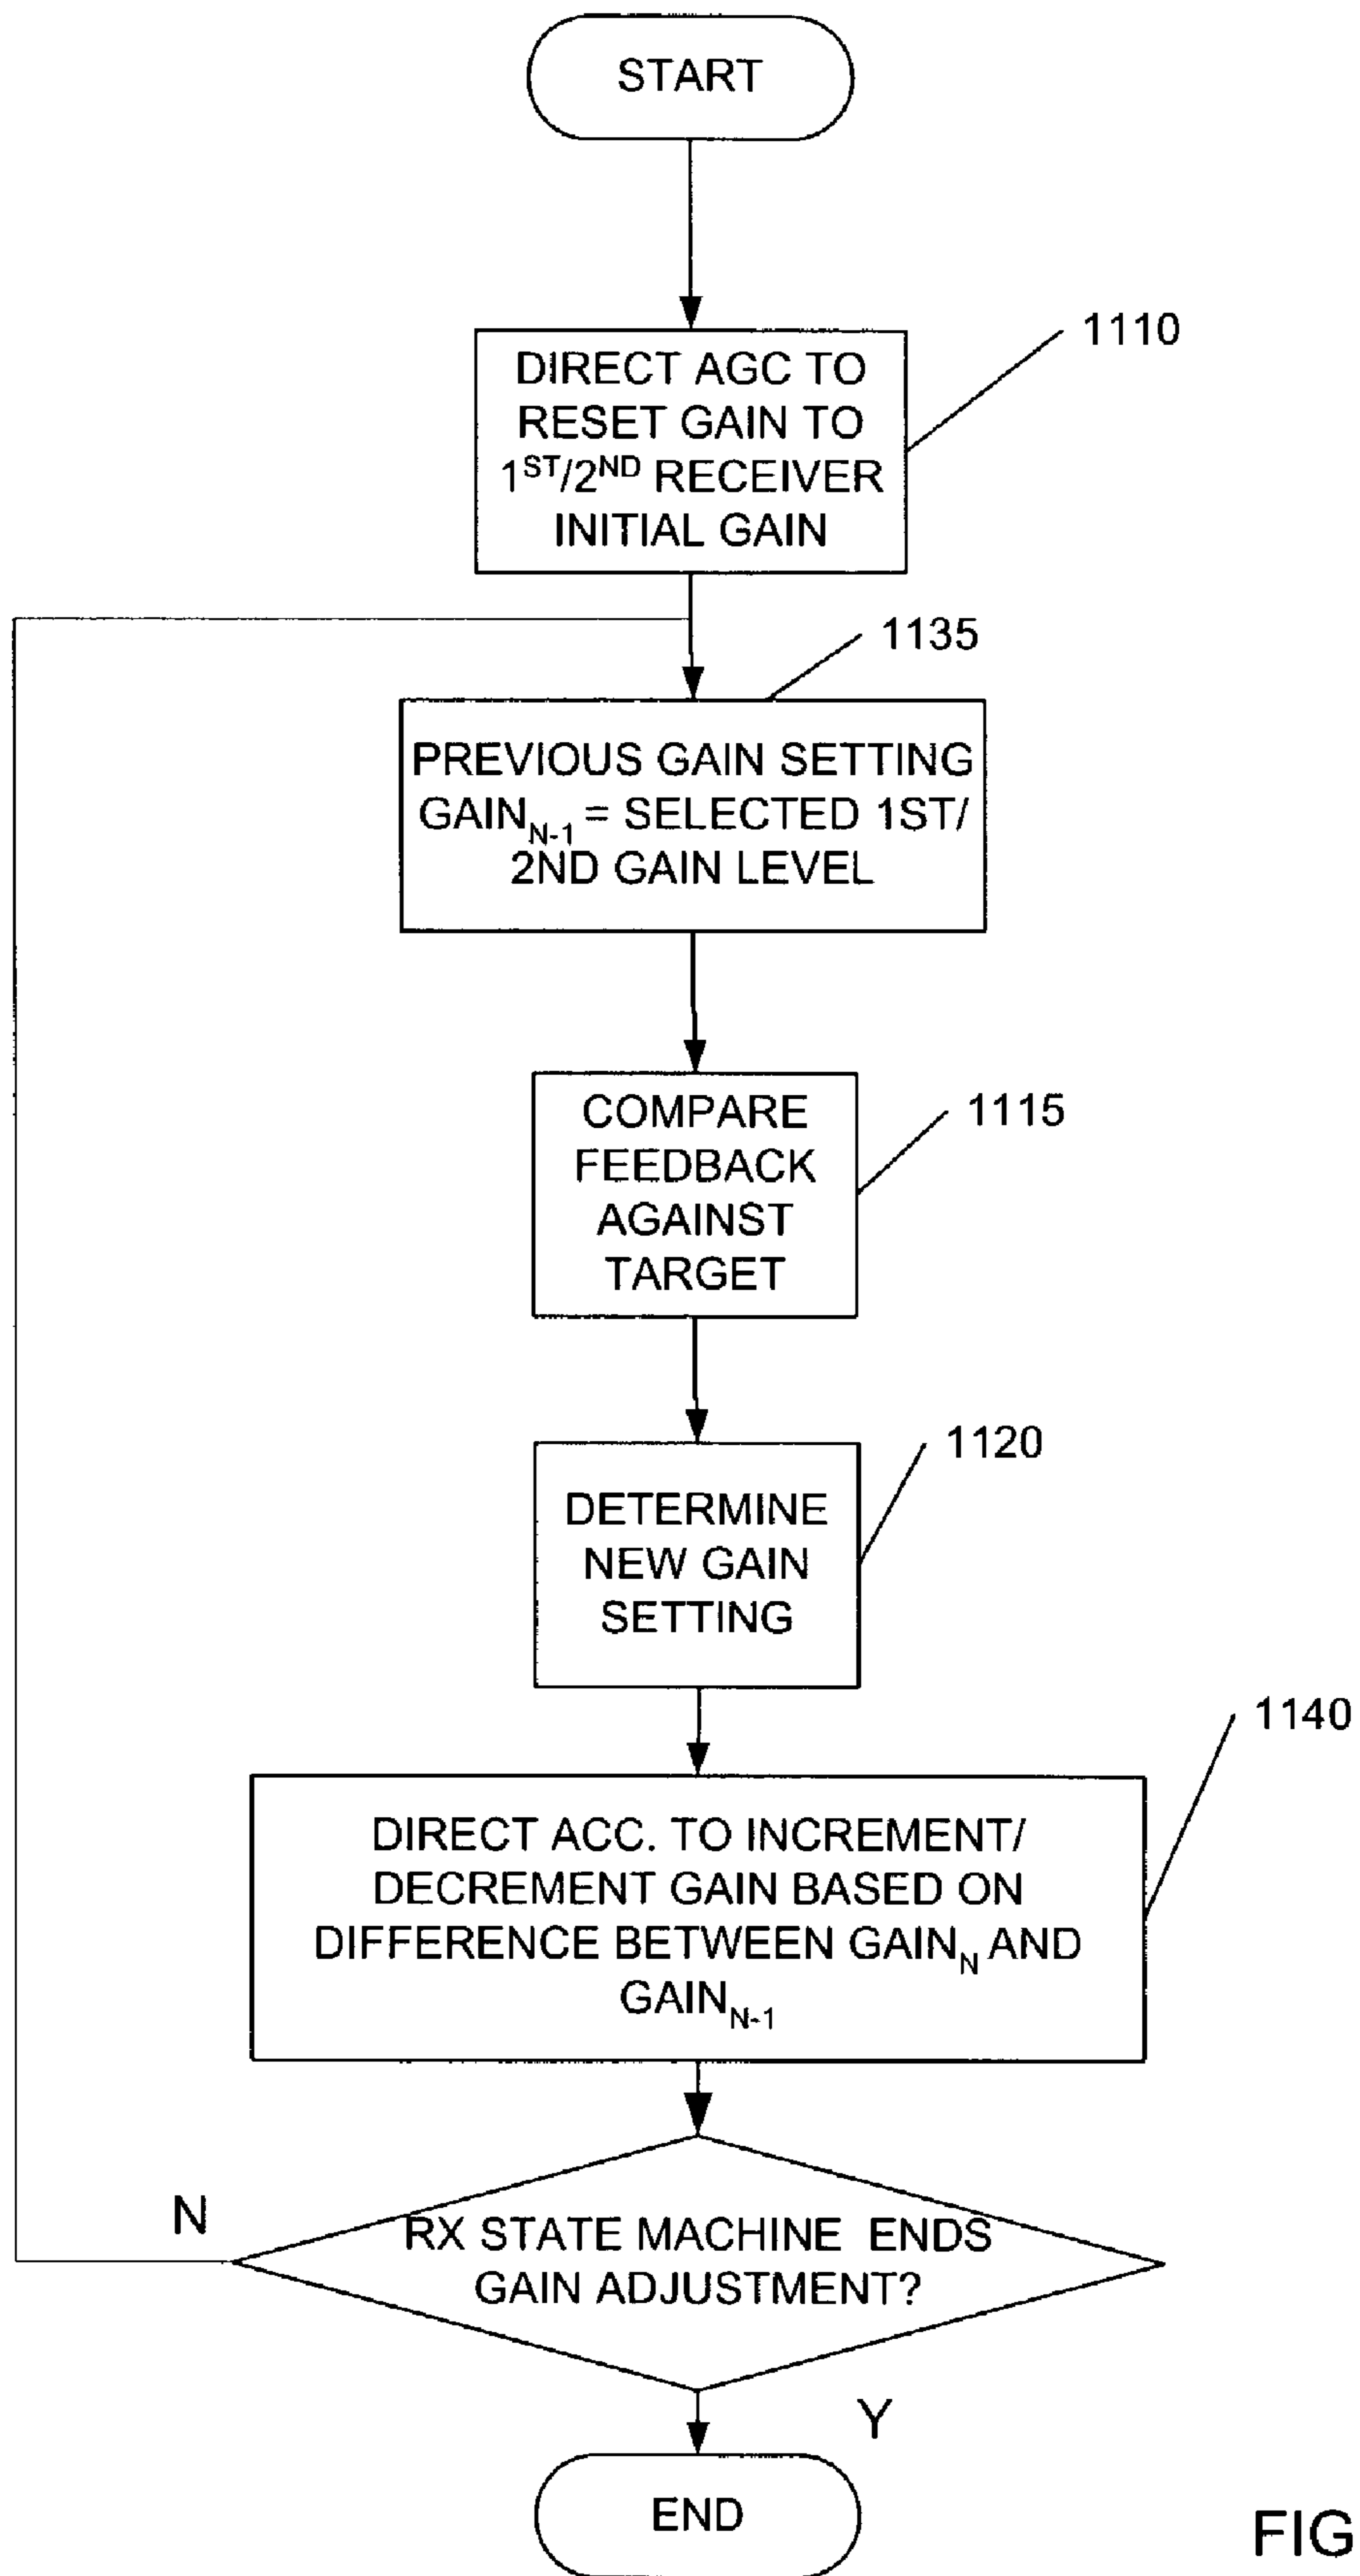 START
1110
DIRECT AGC TO
RESET GAIN TO
1ST/2ND RECEIVER
INITIAL GAIN
1135
PREVIOUS GAIN SETTING
GAINN-1 = SELECTED 1ST/
2ND GAIN LEVEL
1115
COMPARE
FEEDBACK
AGAINST
TARGET
1120
DETERMINE
NEW GAIN
SETTING
1140
DIRECT ACC. TO INCREMENT/
DECREMENT GAIN BASED ON
DIFFERENCE BETWEEN GAINN AND
GAINN-1
N
RX STATE MACHINE ENDS
GAIN ADJUSTMENT?
Y
END
FIG